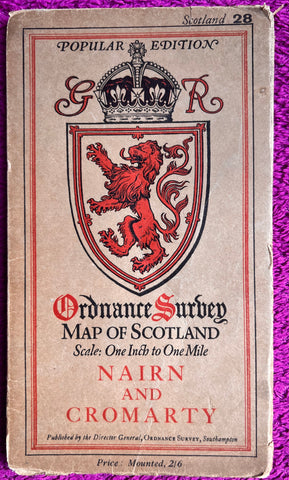 Scotland 28
POPULAR EDITION
G R
Ordnance Survey
MAP OF SCOTLAND
Scale: One Inch to One Mile
NAIRN
AND
CROMARTY
Published by the Director General, ORDNANCE SURVEY, Southampton
Price: Mounted, 2/6